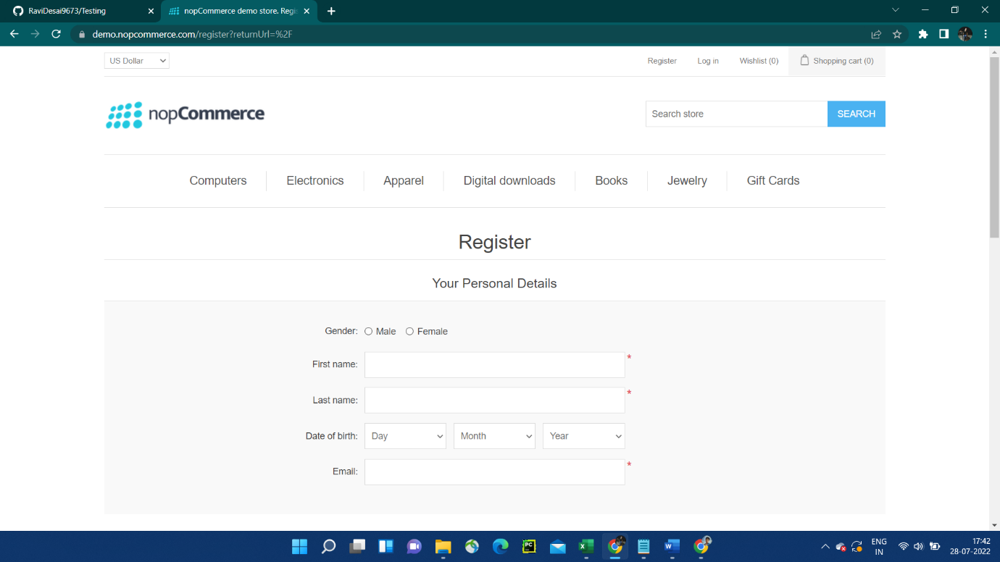 RaviDesai9673/Testing
nopCommerce demo store. Regi
demo.nopcommerce.com/register?returnUrl=%2F
US Dollar
Register Log in Wishlist (0) Shopping cart (0)
nopCommerce
Search store SEARCH
Computers Electronics Apparel Digital downloads Books Jewelry Gift Cards
Register
Your Personal Details
Gender: Male Female
First name: *
Last name: *
Date of birth: Day Month Year
Email: *
PC
ENG
IN
17:42
28-07-2022